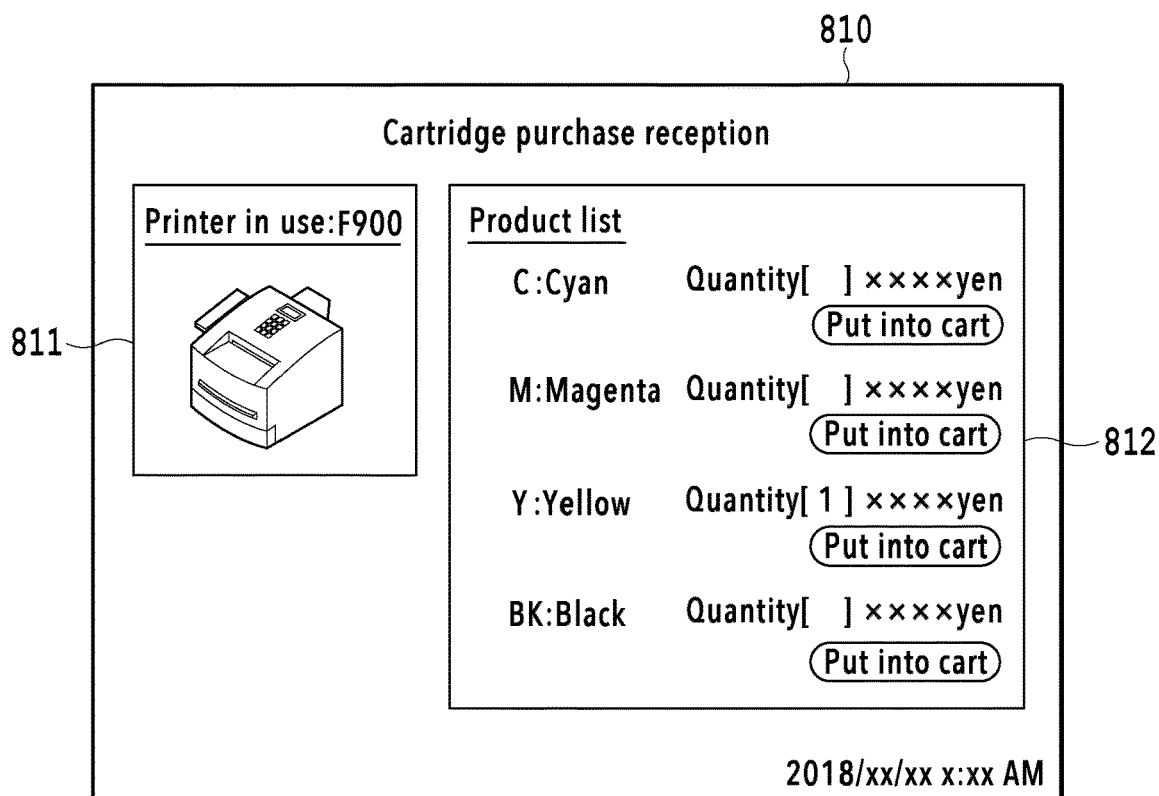 810
Cartridge purchase reception
Printer in use:F900
811
Product list
C:Cyan Quantity[ ] ××××yen
Put into cart
M:Magenta Quantity[ ] ××××yen
Put into cart
812
Y:Yellow Quantity[ 1 ] ××××yen
Put into cart
BK:Black Quantity[ ] ××××yen
Put into cart
2018/xx/xx x:xx AM